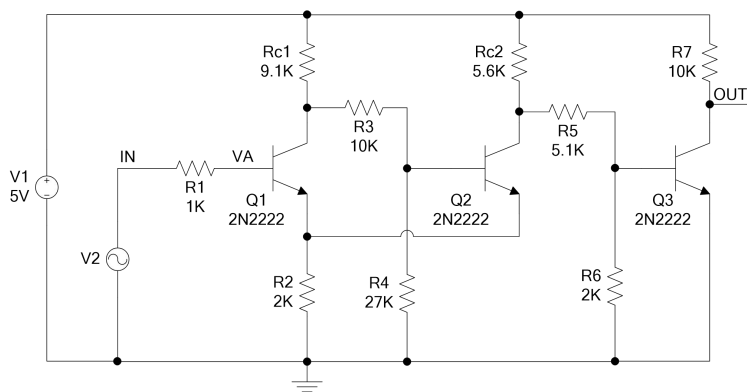 Rc1
9.1K
Rc2
5.6K
R7
10K
OUT
R3
10K
R5
5.1K
IN
VA
V1
5V
+
−
R1
1K
Q1
2N2222
Q2
2N2222
Q3
2N2222
V2
R2
2K
R4
27K
R6
2K